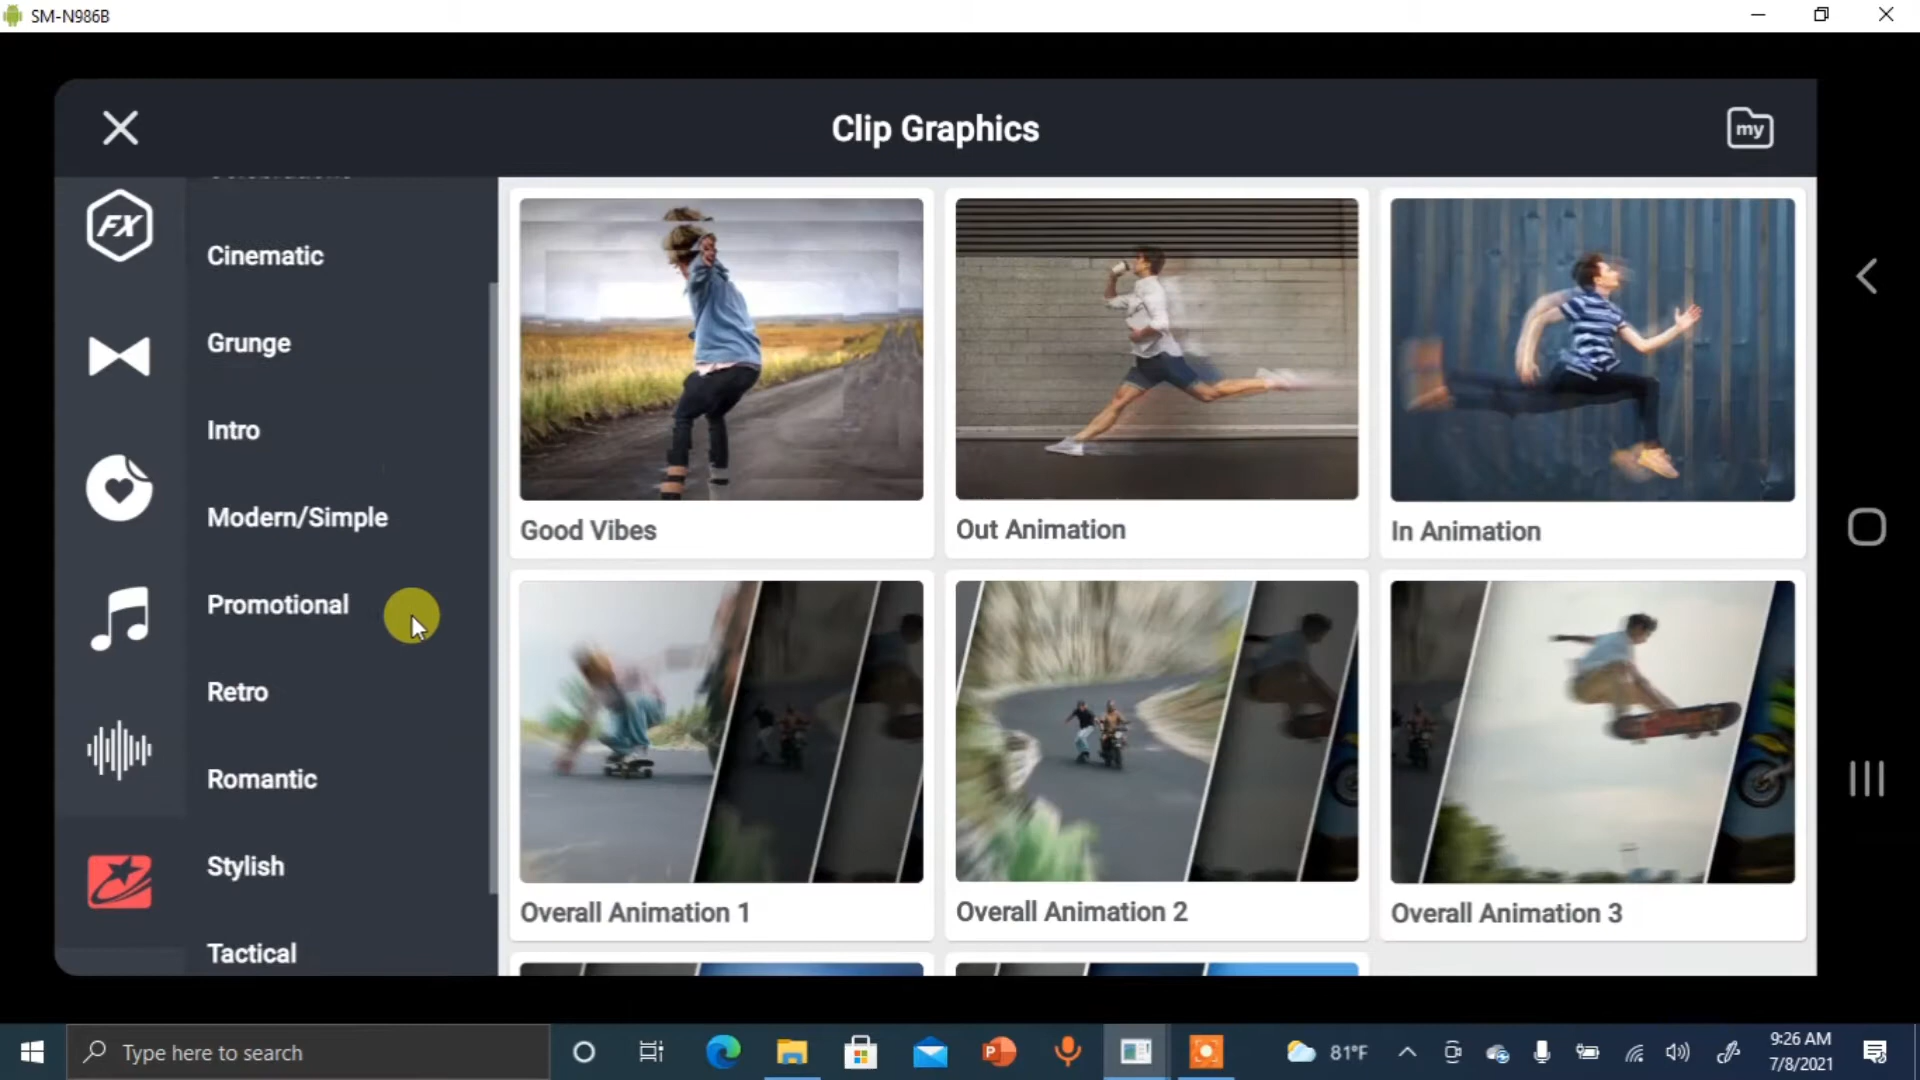 SM-N986B
Clip Graphics
my
FX
Cinematic
Grunge
Intro
Modern/Simple
Promotional
Retro
Romantic
Stylish
Tactical
Good Vibes
Out Animation
In Animation
Overall Animation 1
Overall Animation 2
Overall Animation 3
Type here to search
P
81°F
9:26 AM
7/8/2021